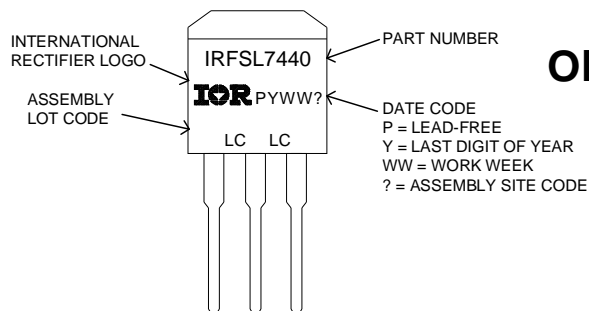 INTERNATIONAL
RECTIFIER LOGO
ASSEMBLY
LOT CODE
IRFSL7440
IOR PYWW?
LC LC
PART NUMBER
DATE CODE
P = LEAD-FREE
Y = LAST DIGIT OF YEAR
WW = WORK WEEK
? = ASSEMBLY SITE CODE